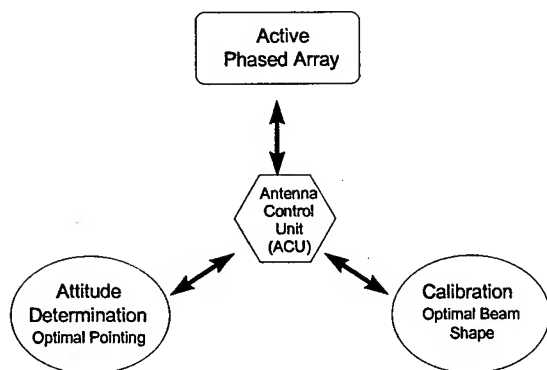 Active
Phased Array
Antenna
Control
Unit
(ACU)
Attitude
Determination
Optimal Pointing
Calibration
Optimal Beam
Shape